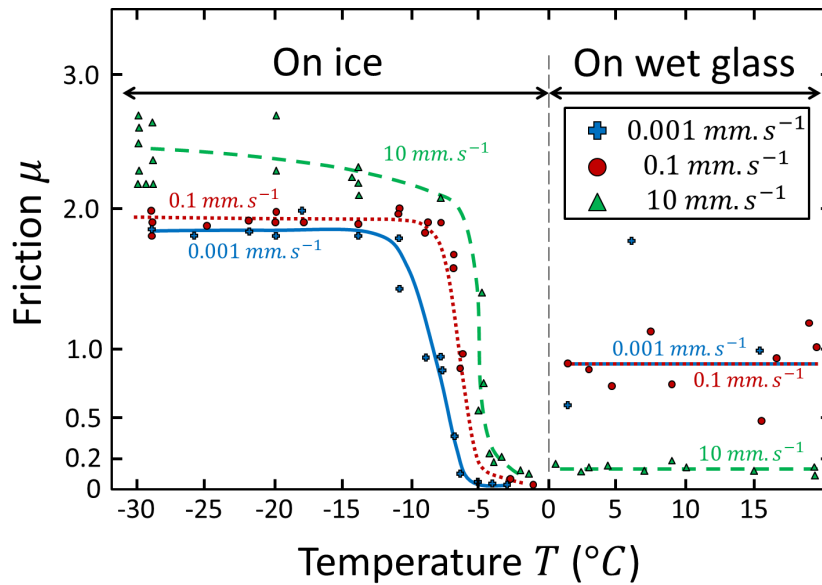 On ice
On wet glass
0.001 mm.s⁻¹
0.1 mm.s⁻¹
10 mm.s⁻¹
10 mm.s⁻¹
0.1 mm.s⁻¹
0.001 mm.s⁻¹
0.001 mm.s⁻¹
0.1 mm.s⁻¹
10 mm.s⁻¹
Friction μ
3.0
2.0
1.0
0.5
0.2
0
-30 -25 -20 -15 -10 -5 0 5 10 15
Temperature T (°C)